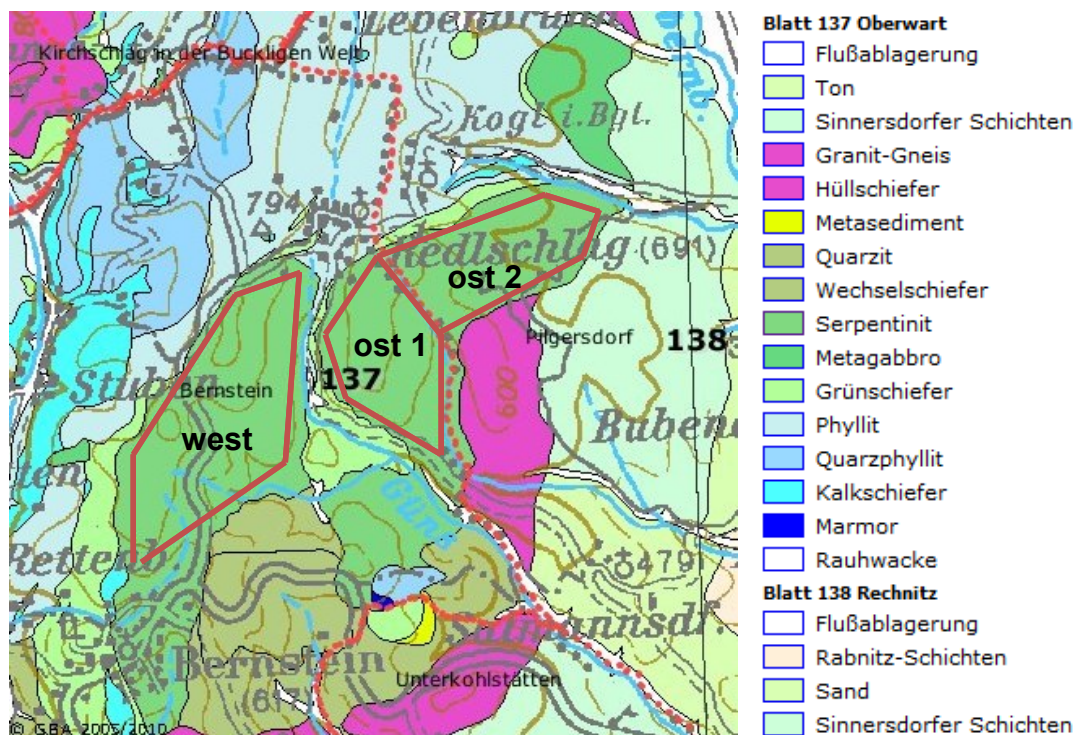 Kirchschlag in der Buckligen Welt
Kogl i. Bgl.
794
Redlschlag (691)
ost 2
ost 1
Pilgersdorf
138
137
Stuben
Bernstein
600
west
Güns
Rettenb.
479
Bernstein
(617)
Unterkohlstätten
© GBA 2005/2010
Blatt 137 Oberwart
Flußablagerung
Ton
Sinnersdorfer Schichten
Granit-Gneis
Hüllschiefer
Metasediment
Quarzit
Wechselschiefer
Serpentinit
Metagabbro
Grünschiefer
Phyllit
Quarzphyllit
Kalkschiefer
Marmor
Rauhwacke
Blatt 138 Rechnitz
Flußablagerung
Rabnitz-Schichten
Sand
Sinnersdorfer Schichten